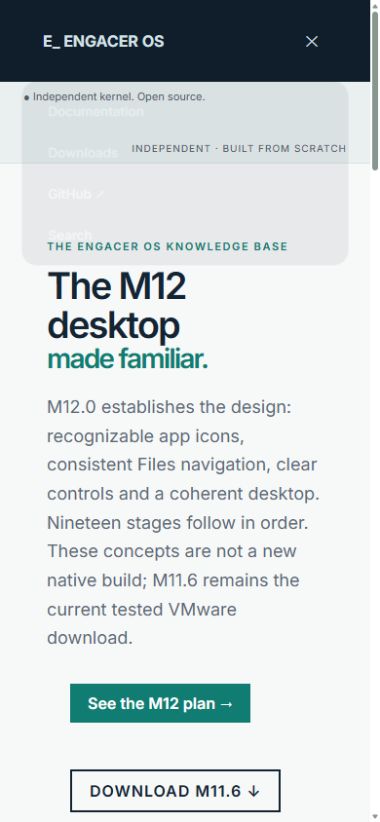 E_ ENGACER OS
● Independent kernel. Open source.
Documentation
Downloads
INDEPENDENT · BUILT FROM SCRATCH
GitHub ↗
Search
THE ENGACER OS KNOWLEDGE BASE
The M12
desktop
made familiar.
M12.0 establishes the design:
recognizable app icons,
consistent Files navigation, clear
controls and a coherent desktop.
Nineteen stages follow in order.
These concepts are not a new
native build; M11.6 remains the
current tested VMware
download.
See the M12 plan →
DOWNLOAD M11.6 ↓